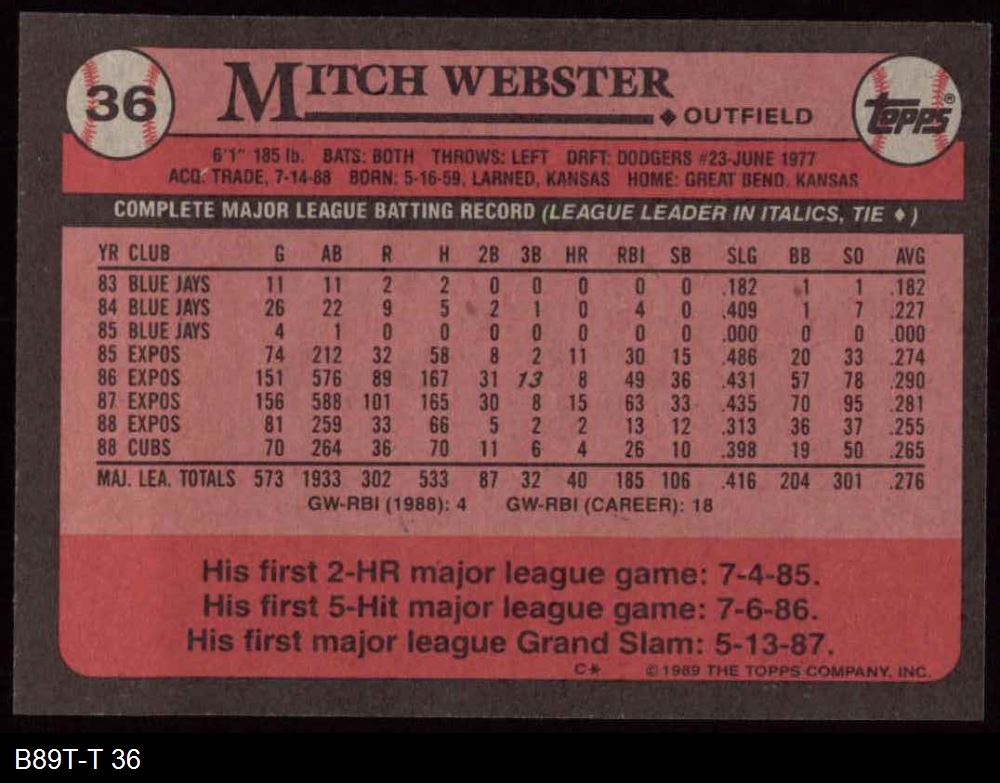 36 MITCH WEBSTER
OUTFIELD
TOPPS®
6'1" 185 lb. BATS: BOTH THROWS: LEFT DRFT: DODGERS #23-JUNE 1977
ACQ: TRADE, 7-14-88 BORN: 5-16-59, LARNED, KANSAS HOME: GREAT BEND, KANSAS
COMPLETE MAJOR LEAGUE BATTING RECORD (LEAGUE LEADER IN ITALICS, TIE ♦)
YR CLUB G AB R H 2B 3B HR RBI SB SLG BB SO AVG
83 BLUE JAYS 11 11 2 2 0 0 0 0 0 .182 1 1 .182
84 BLUE JAYS 26 22 9 5 2 1 0 4 0 .409 1 7 .227
85 BLUE JAYS 4 1 0 0 0 0 0 0 0 .000 0 0 .000
85 EXPOS 74 212 32 58 8 2 11 30 15 .486 20 33 .274
86 EXPOS 151 576 89 167 31 13 8 49 36 .431 57 78 .290
87 EXPOS 156 588 101 165 30 8 15 63 33 .435 70 95 .281
88 EXPOS 81 259 33 66 5 2 2 13 12 .313 36 37 .255
88 CUBS 70 264 36 70 11 6 4 26 10 .398 19 50 .265
MAJ. LEA. TOTALS 573 1933 302 533 87 32 40 185 106 .416 204 301 .276
GW-RBI (1988): 4 GW-RBI (CAREER): 18
His first 2-HR major league game: 7-4-85.
His first 5-Hit major league game: 7-6-86.
His first major league Grand Slam: 5-13-87.
C* © 1989 THE TOPPS COMPANY, INC.
B89T-T 36